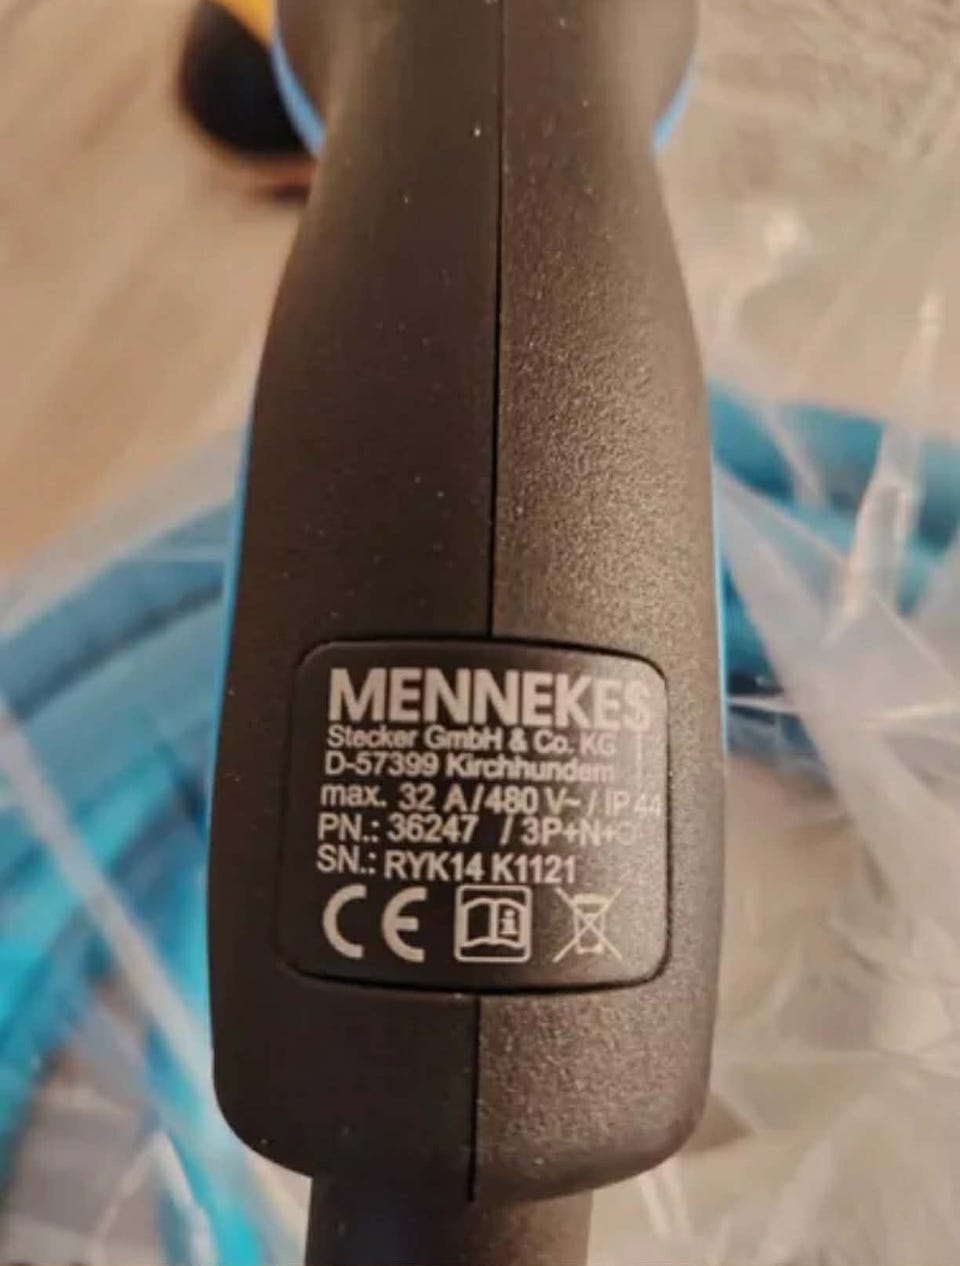 MENNEKES
Stecker GmbH & Co. KG
D-57399 Kirchhundem
max. 32 A / 480 V~ / IP 44
PN.: 36247 / 3P+N+
SN.: RYK14 K1121
CE